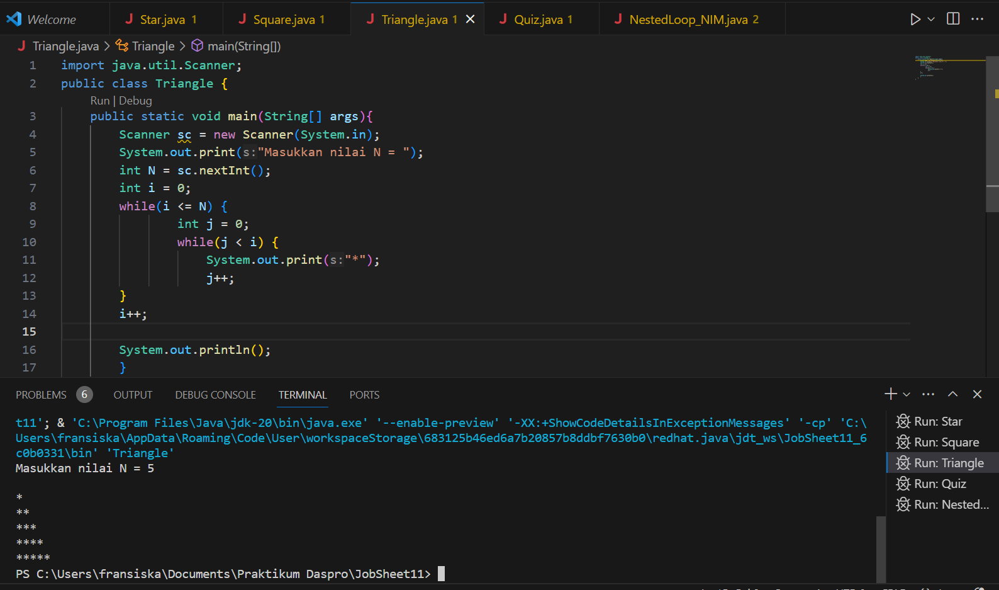 Welcome
Star.java 1
Square.java 1
Triangle.java 1
Quiz.java 1
NestedLoop_NIM.java 2
Triangle.java > Triangle > main(String[])
1 import java.util.Scanner;
2 public class Triangle {
Run | Debug
3 public static void main(String[] args){
4 Scanner sc = new Scanner(System.in);
5 System.out.print(s:"Masukkan nilai N = ");
6 int N = sc.nextInt();
7 int i = 0;
8 while(i <= N) {
9 int j = 0;
10 while(j < i) {
11 System.out.print(s:"*");
12 j++;
13 }
14 i++;
15
16 System.out.println();
17 }
PROBLEMS 6 OUTPUT DEBUG CONSOLE TERMINAL PORTS
t11'; & 'C:\Program Files\Java\jdk-20\bin\java.exe' '--enable-preview' '-XX:+ShowCodeDetailsInExceptionMessages' '-cp' 'C:\
Users\fransiska\AppData\Roaming\Code\User\workspaceStorage\683125b46ed6a7b20857b8ddbf7630b0\redhat.java\jdt_ws\JobSheet11_6
c0b0331\bin' 'Triangle'
Masukkan nilai N = 5
*
**
***
****
*****
PS C:\Users\fransiska\Documents\Praktikum Daspro\JobSheet11>
Run: Star
Run: Square
Run: Triangle
Run: Quiz
Run: Nested...